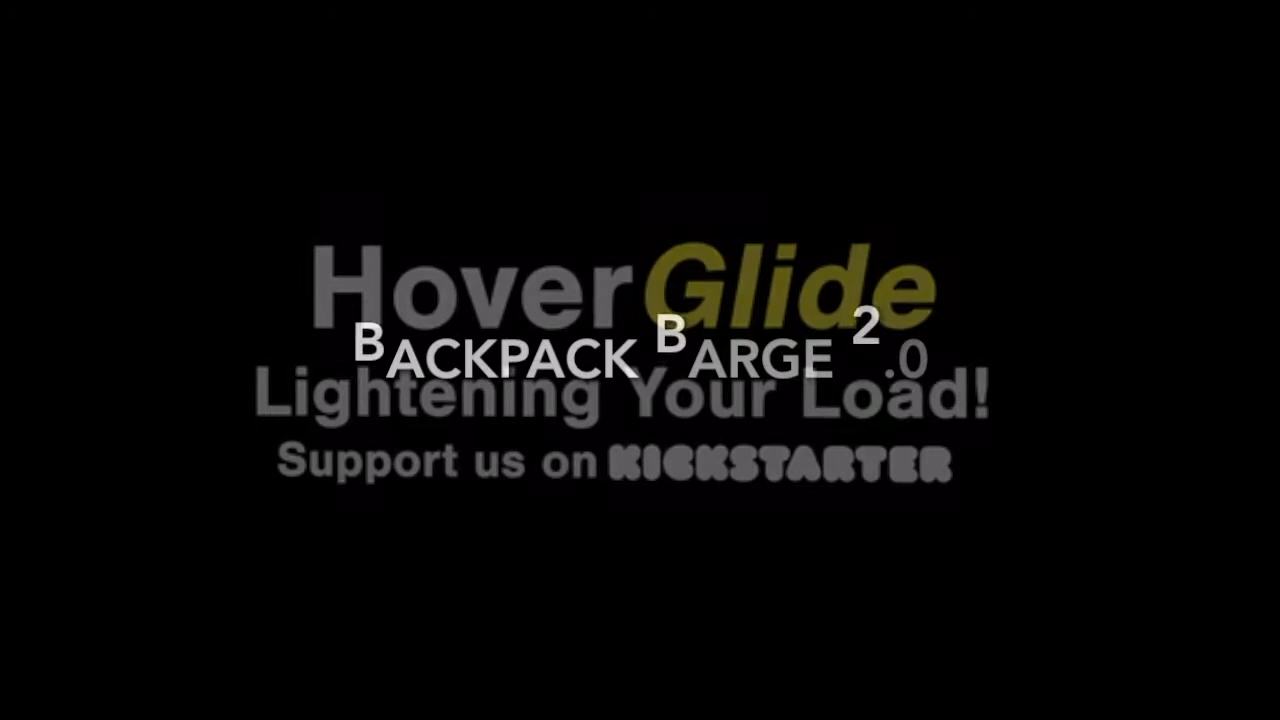 HoverGlide
BACKPACK BARGE 2.0
Lightening Your Load!
Support us on KICKSTARTER